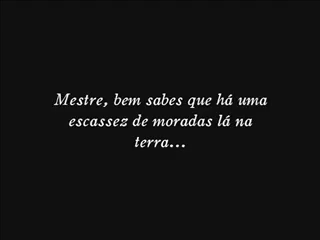 Mestre, bem sabes que há uma
escassez de moradas lá na
terra...